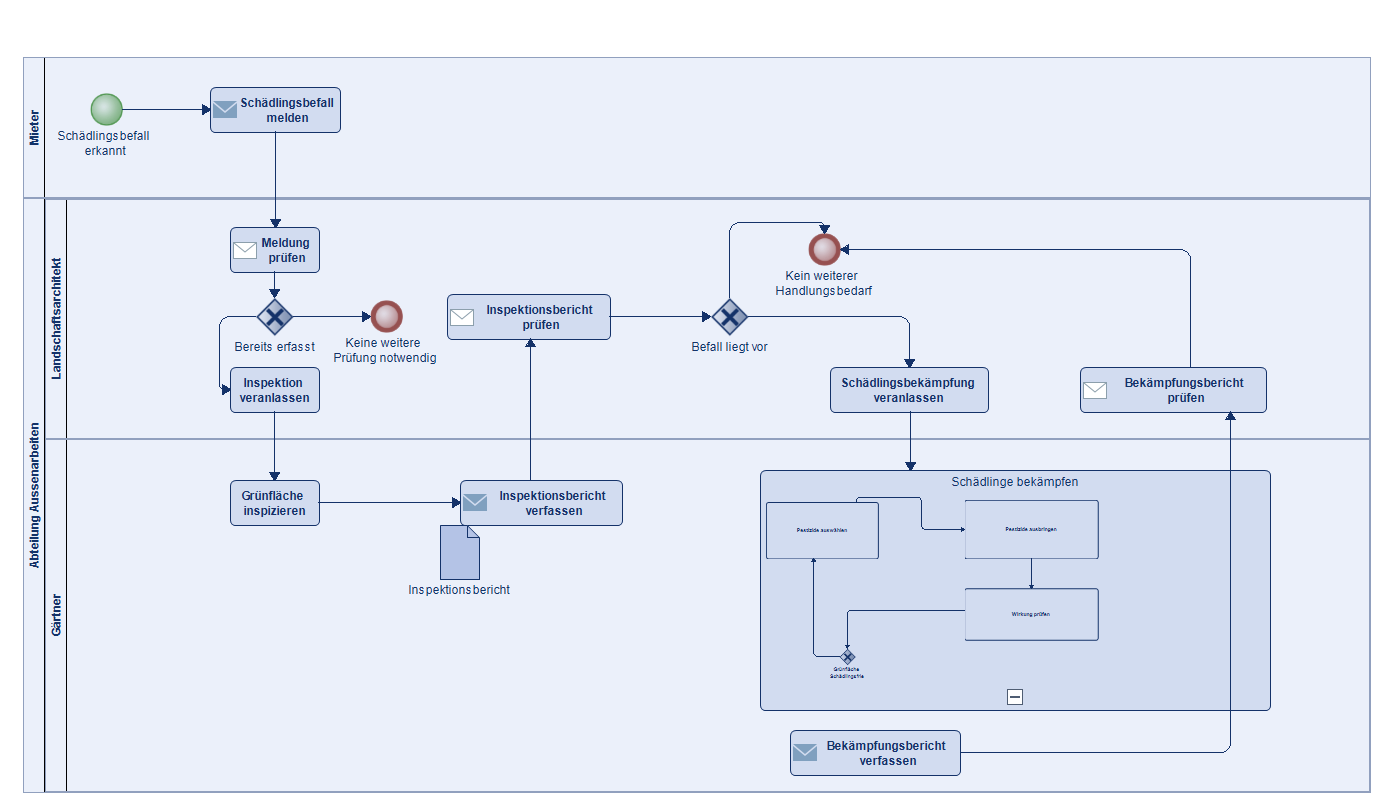 Mieter
Schädlingsbefall
erkannt
Schädlingsbefall
melden
Abteilung Aussenarbeiten
Landschaftsarchitekt
Meldung
prüfen
Bereits erfasst
Keine weitere
Prüfung notwendig
Inspektion
veranlassen
Inspektionsbericht
prüfen
Befall liegt vor
Kein weiterer
Handlungsbedarf
Schädlingsbekämpfung
veranlassen
Bekämpfungsbericht
prüfen
Gärtner
Grünfläche
inspizieren
Inspektionsbericht
verfassen
Inspektionsbericht
Schädlinge bekämpfen
Pestizide auswählen
Pestizide ausbringen
Wirkung prüfen
Grünfläche
Schädlingsfrie
Bekämpfungsbericht
verfassen